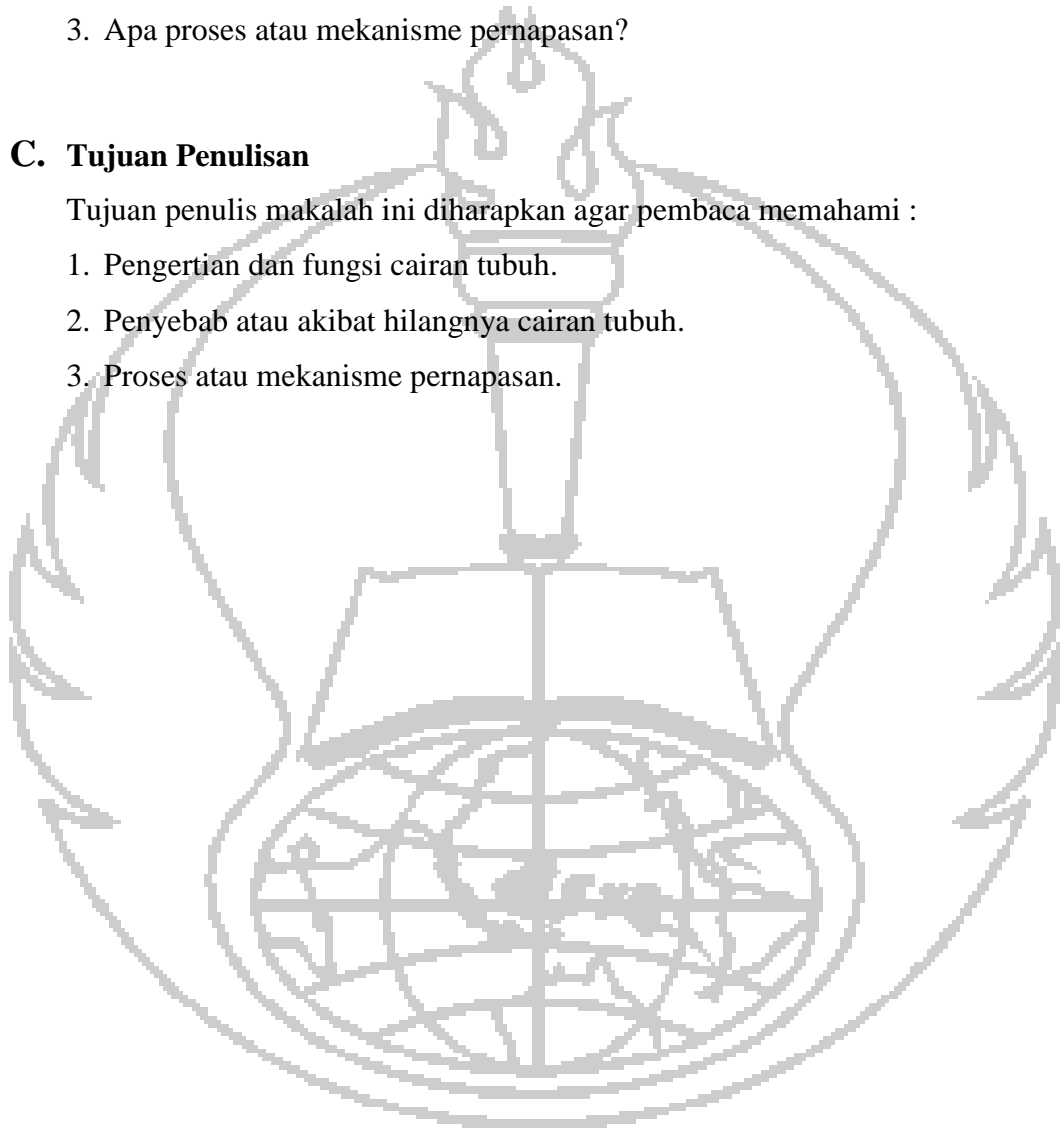 3. Apa proses atau mekanisme pernapasan?
C. Tujuan Penulisan
Tujuan penulis makalah ini diharapkan agar pembaca memahami :
1. Pengertian dan fungsi cairan tubuh.
2. Penyebab atau akibat hilangnya cairan tubuh.
3. Proses atau mekanisme pernapasan.